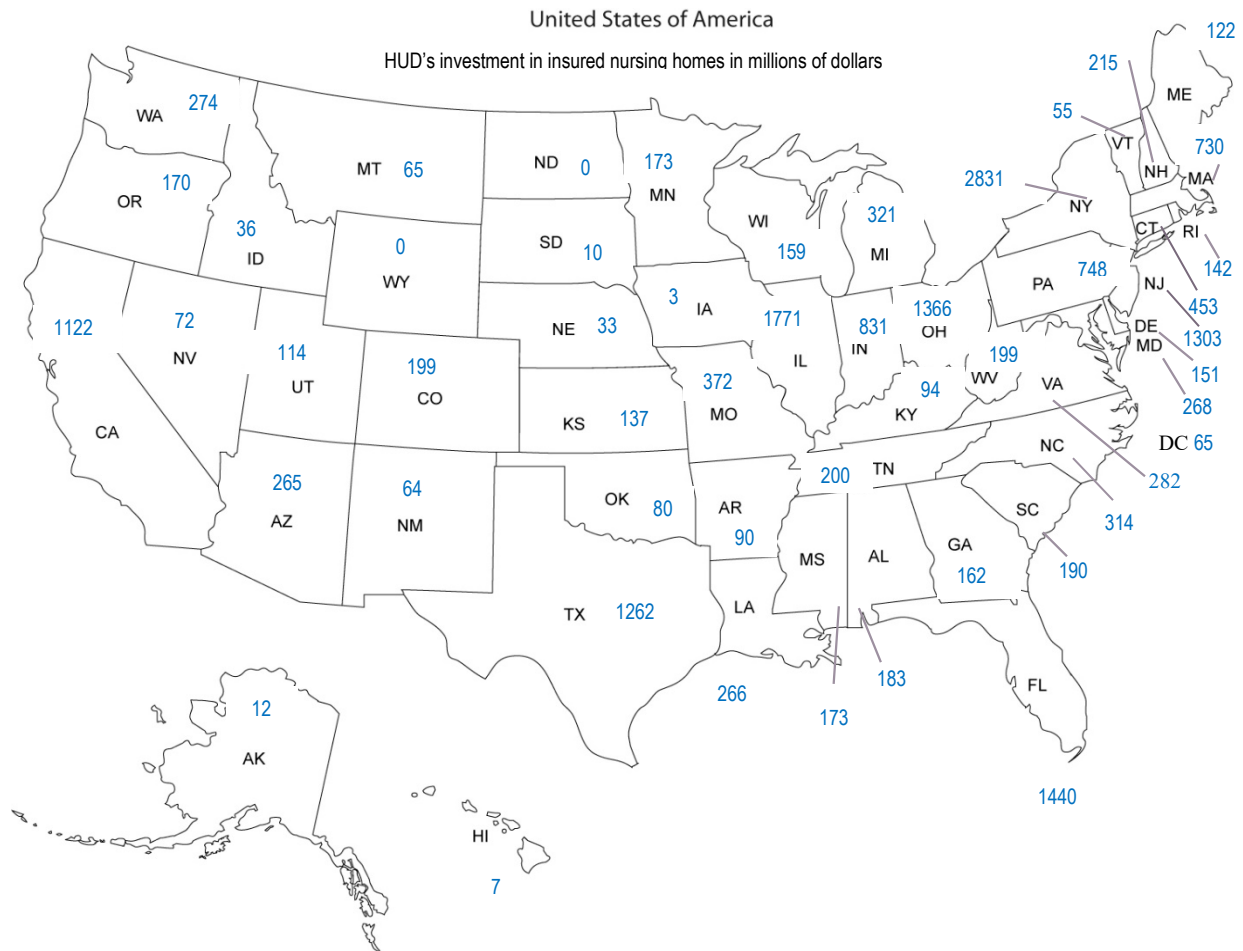 United States of America
HUD's investment in insured nursing homes in millions of dollars
122
215
ME
WA 274
55
VT
730
MT 65
ND 0
173
MN
NH
MA
OR 170
2831
NY
WI
159
321
MI
36
ID
0
WY
SD 10
CT
RI
142
PA 748
NJ
453
3 IA
1122
72
NV
NE 33
1771
IL
831
IN
1366
OH
DE
1303
MD
151
114
UT
199
CO
199
WV
VA
268
372
MO
94
KY
CA
KS 137
DC 65
NC
282
200 TN
265
AZ
64
NM
OK 80
AR
90
SC
314
MS
AL
GA
162
190
TX 1262
LA
183
266
173
FL
12
AK
1440
HI
7